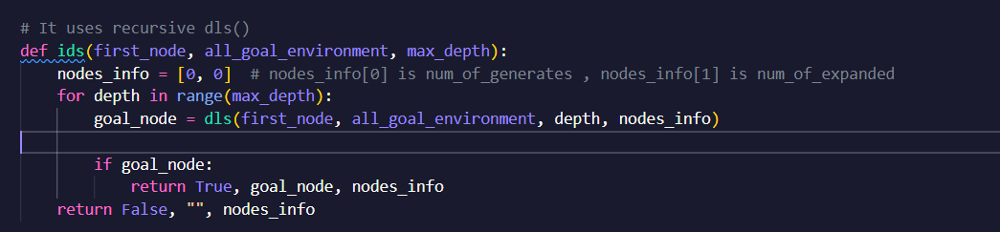 # It uses recursive dls()
def ids(first_node, all_goal_environment, max_depth):
    nodes_info = [0, 0]  # nodes_info[0] is num_of_generates , nodes_info[1] is num_of_expanded
    for depth in range(max_depth):
        goal_node = dls(first_node, all_goal_environment, depth, nodes_info)

        if goal_node:
            return True, goal_node, nodes_info
    return False, "", nodes_info